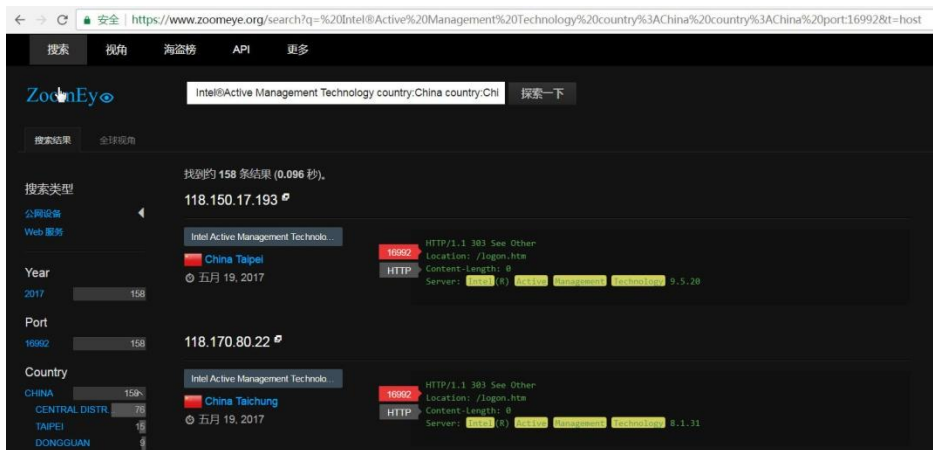 安全 | https://www.zoomeye.org/search?q=%20Intel®Active%20Management%20Technology%20country%3AChina%20country%3AChina%20port:16992&t=host
搜索 视角 海盗榜 API 更多
ZoomEye
Intel®Active Management Technology country:China country:Chi 探索一下
搜索结果 全球视角
找到约 158 条结果 (0.096 秒)。
搜索类型
118.150.17.193
公网设备
Web 服务
Intel Active Management Technolo...
China Taipei
五月 19, 2017
16992
HTTP
HTTP/1.1 303 See Other
Location: /logon.htm
Content-Length: 0
Server: Intel(R) Active Management Technology 9.5.20
Year
2017 158
Port
16992 158
118.170.80.22
Country
CHINA 158
CENTRAL DISTR... 76
TAIPEI 15
DONGGUAN 9
Intel Active Management Technolo...
China Taichung
五月 19, 2017
16992
HTTP
HTTP/1.1 303 See Other
Location: /logon.htm
Content-Length: 0
Server: Intel(R) Active Management Technology 8.1.31